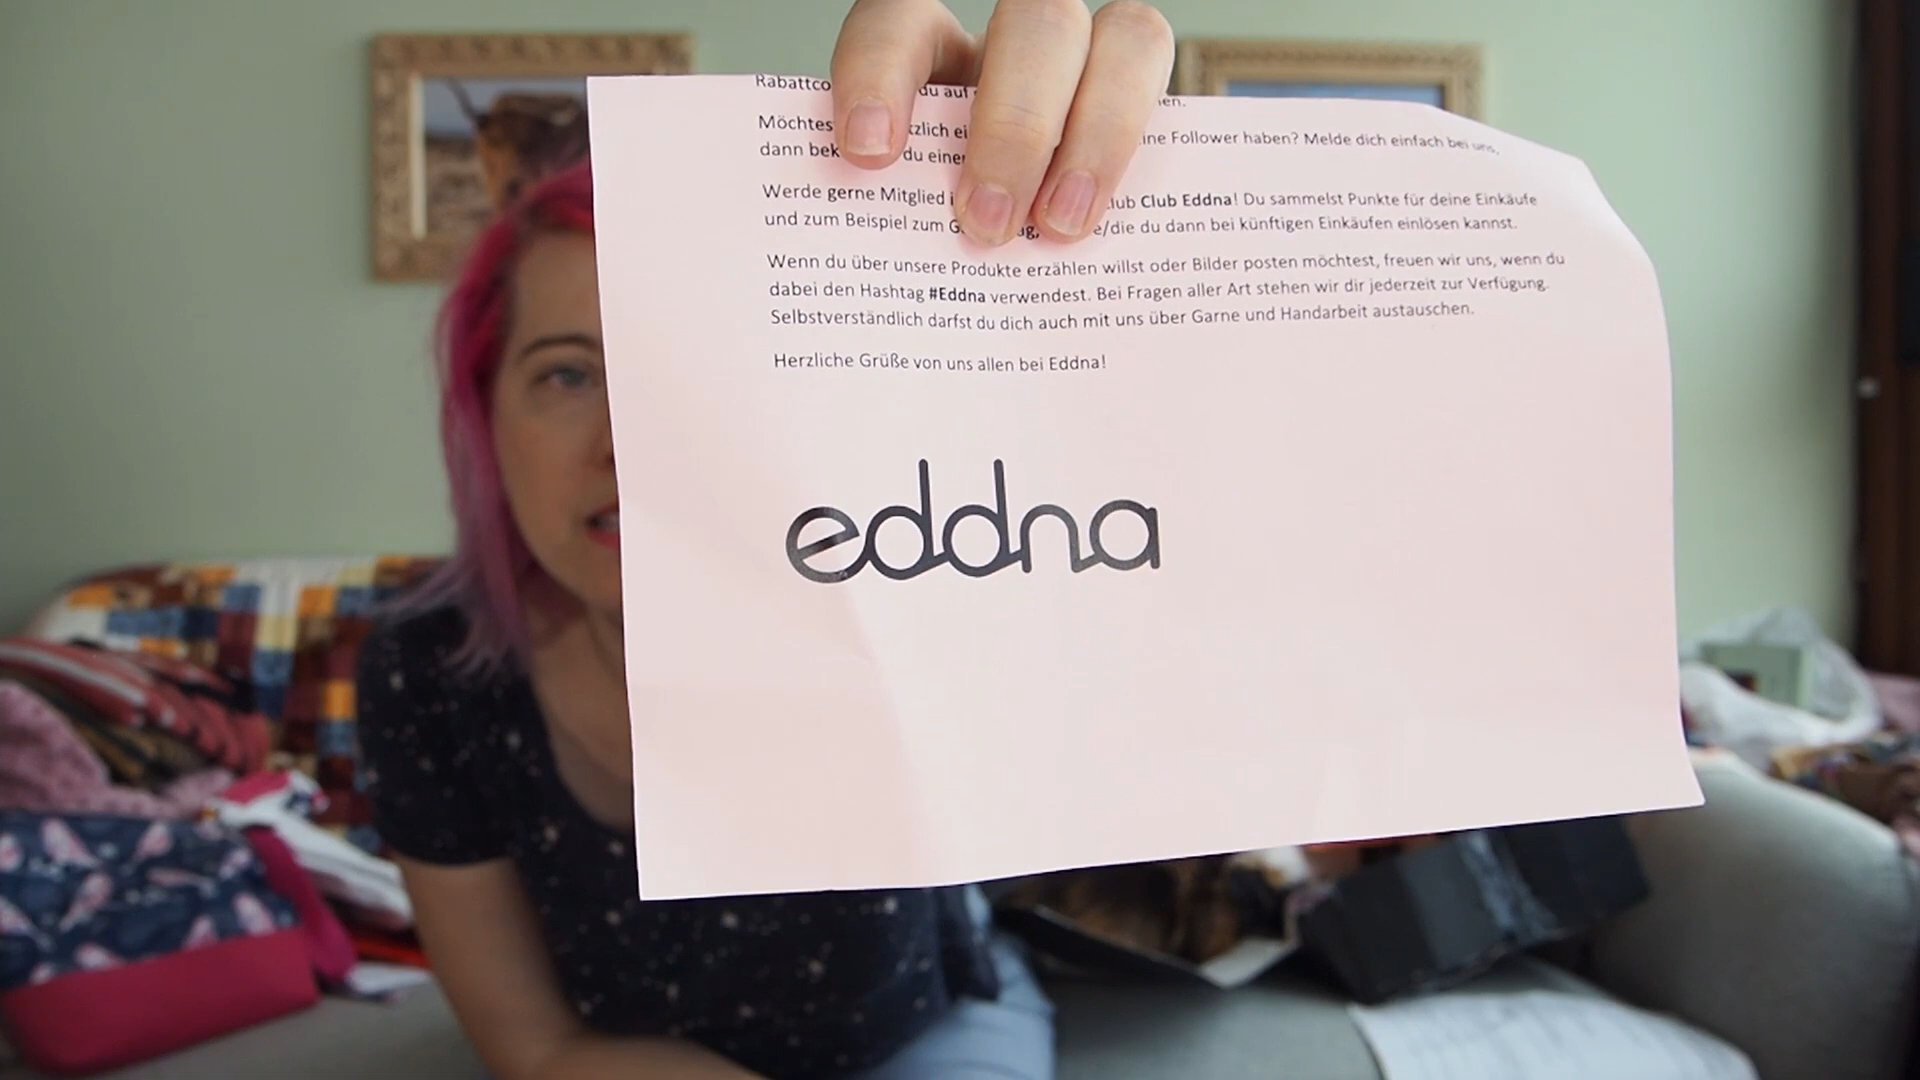 Rabattco du auf
Möchtes zlich ei ine Follower haben? Melde dich einfach bei uns,
dann bek du einen
Werde gerne Mitglied i lub Club Eddna! Du sammelst Punkte für deine Einkäufe
und zum Beispiel zum G ag, e/die du dann bei künftigen Einkäufen einlösen kannst.
Wenn du über unsere Produkte erzählen willst oder Bilder posten möchtest, freuen wir uns, wenn du
dabei den Hashtag #Eddna verwendest. Bei Fragen aller Art stehen wir dir jederzeit zur Verfügung.
Selbstverständlich darfst du dich auch mit uns über Garne und Handarbeit austauschen.
Herzliche Grüße von uns allen bei Eddna!
eddna